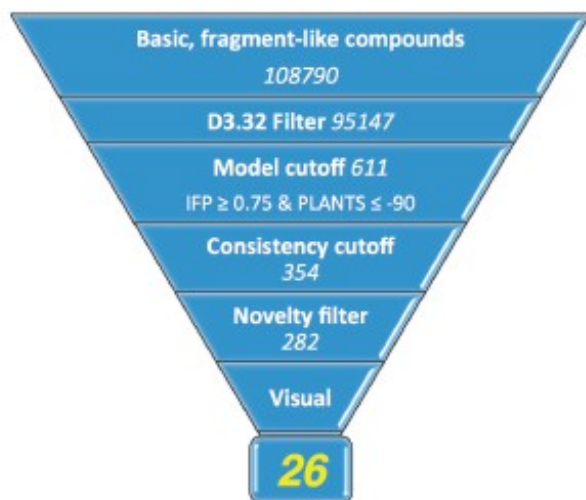 Basic, fragment-like compounds
108790
D3.32 Filter 95147
Model cutoff 611
IFP ≥ 0.75 & PLANTS ≤ -90
Consistency cutoff
354
Novelty filter
282
Visual
26